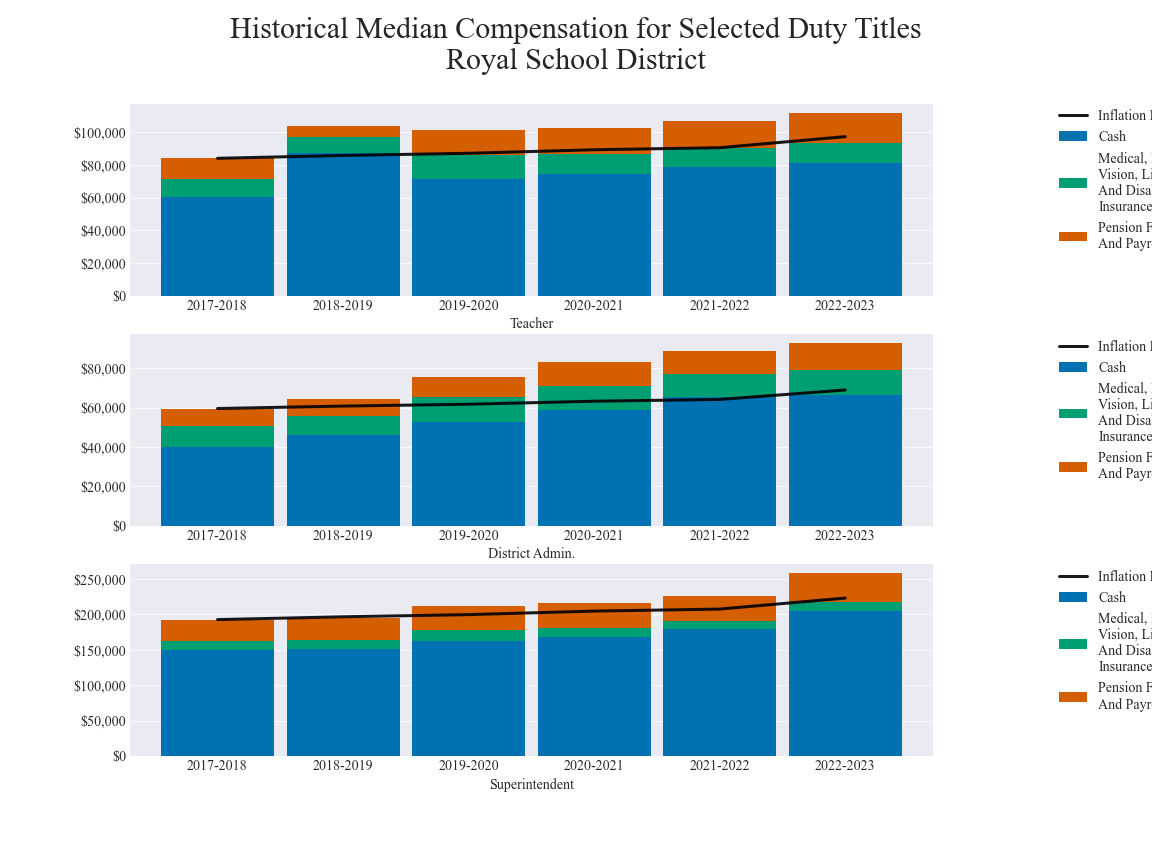 Historical Median Compensation for Selected Duty Titles
Royal School District
$100,000
$80,000
$60,000
$40,000
$20,000
$0
2017-2018 2018-2019 2019-2020 2020-2021 2021-2022 2022-2023
Teacher
Inflation
Cash
Medical,
Vision,
And
Insurance
Pension
And
$80,000
$60,000
$40,000
$20,000
$0
2017-2018 2018-2019 2019-2020 2020-2021 2021-2022 2022-2023
District Admin.
Inflation
Cash
Medical,
Vision,
And
Insurance
Pension
And
$250,000
$200,000
$150,000
$100,000
$50,000
$0
2017-2018 2018-2019 2019-2020 2020-2021 2021-2022 2022-2023
Superintendent
Inflation
Cash
Medical,
Vision,
And
Insurance
Pension
And